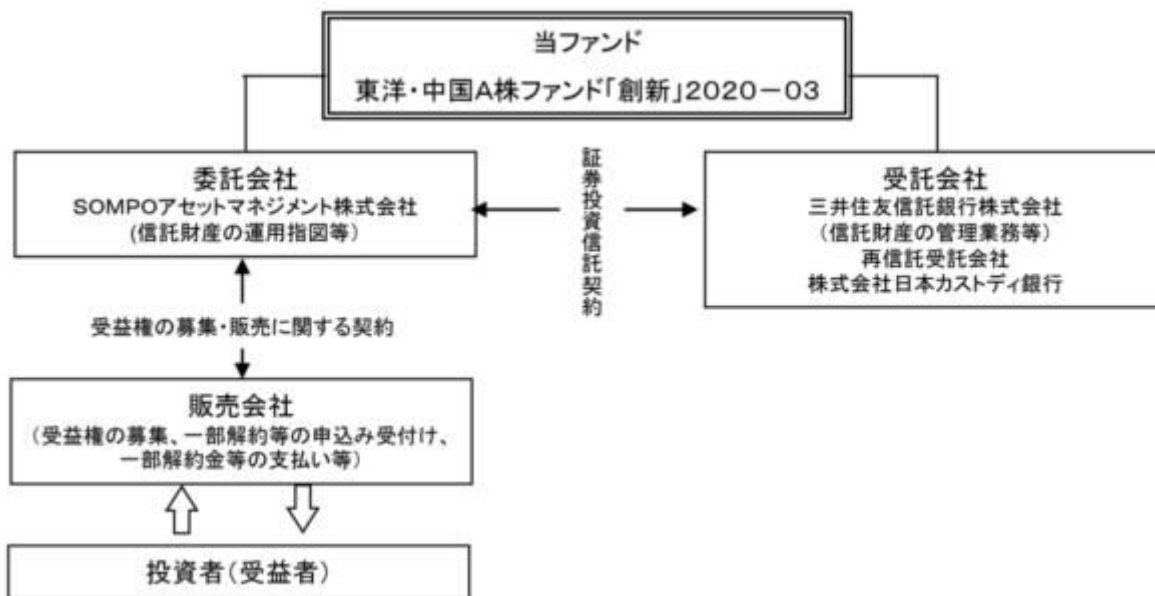 当ファンド
東洋・中国A株ファンド「創新」2020－03
委託会社
SOMPOアセットマネジメント株式会社
(信託財産の運用指図等)
証券投資信託契約
受託会社
三井住友信託銀行株式会社
(信託財産の管理業務等)
再信託受託会社
株式会社日本カストディ銀行
受益権の募集・販売に関する契約
販売会社
(受益権の募集、一部解約等の申込み受付け、
一部解約金等の支払い等)
投資者(受益者)